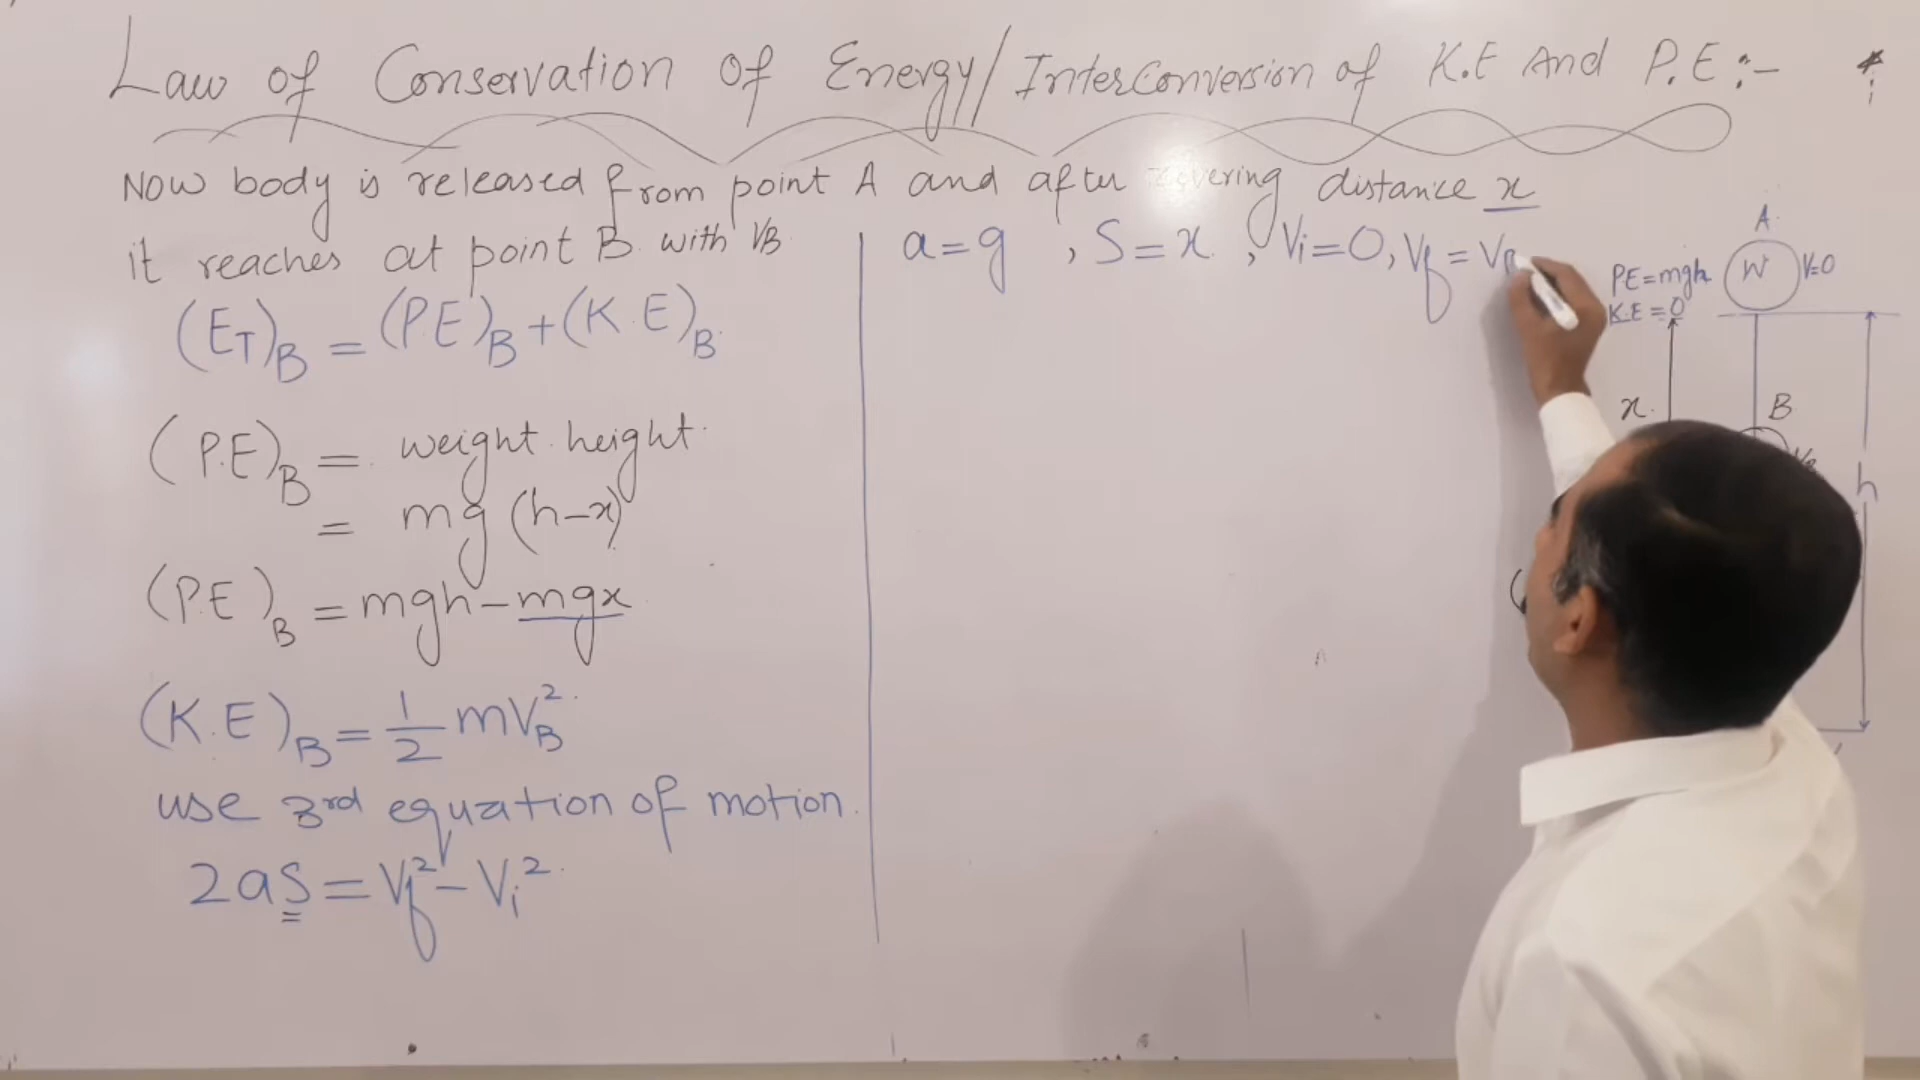 Law of Conservation Of Energy/InterConversion of K.E And P.E:-
Now body is released from point A and after covering distance x
it reaches at point B with VB
(ET)B = (P.E)B + (K.E)B
(P.E)B = weight. height
= mg (h-x)
(P.E)B = mgh - mgx
(K.E)B = 1/2 mVB²
use 3rd equation of motion.
2aS = Vf² - Vi²
a = g , S = x , Vi = 0, Vf = VB
A
W
V=0
PE=mgh
K.E = 0
x
B
VB
h